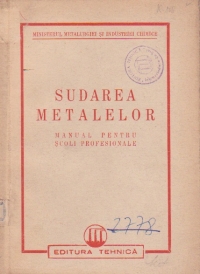 MINISTERUL METALURGIEI ȘI INDUSTRIEI CHIMICE
SUDAREA
METALELOR
MANUAL PENTRU
ȘCOLI PROFESIONALE
2778
EDITURA TEHNICĂ